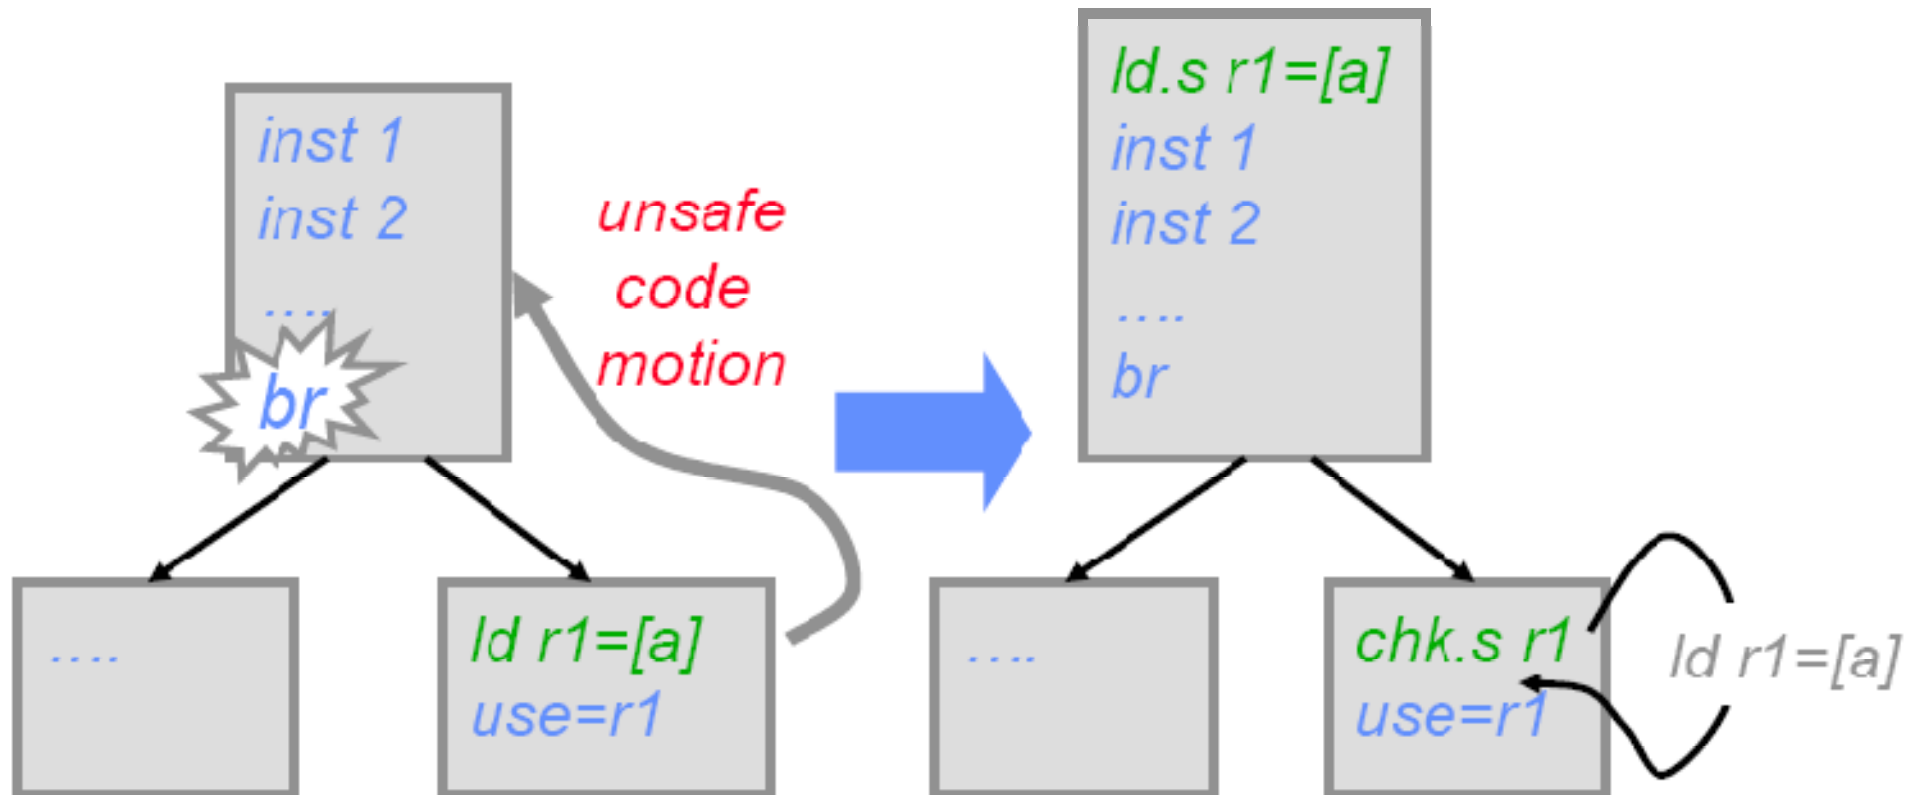 inst 1
inst 2
....
br
....
ld r1=[a]
use=r1
unsafe
code
motion
ld.s r1=[a]
inst 1
inst 2
....
br
....
chk.s r1
use=r1
ld r1=[a]